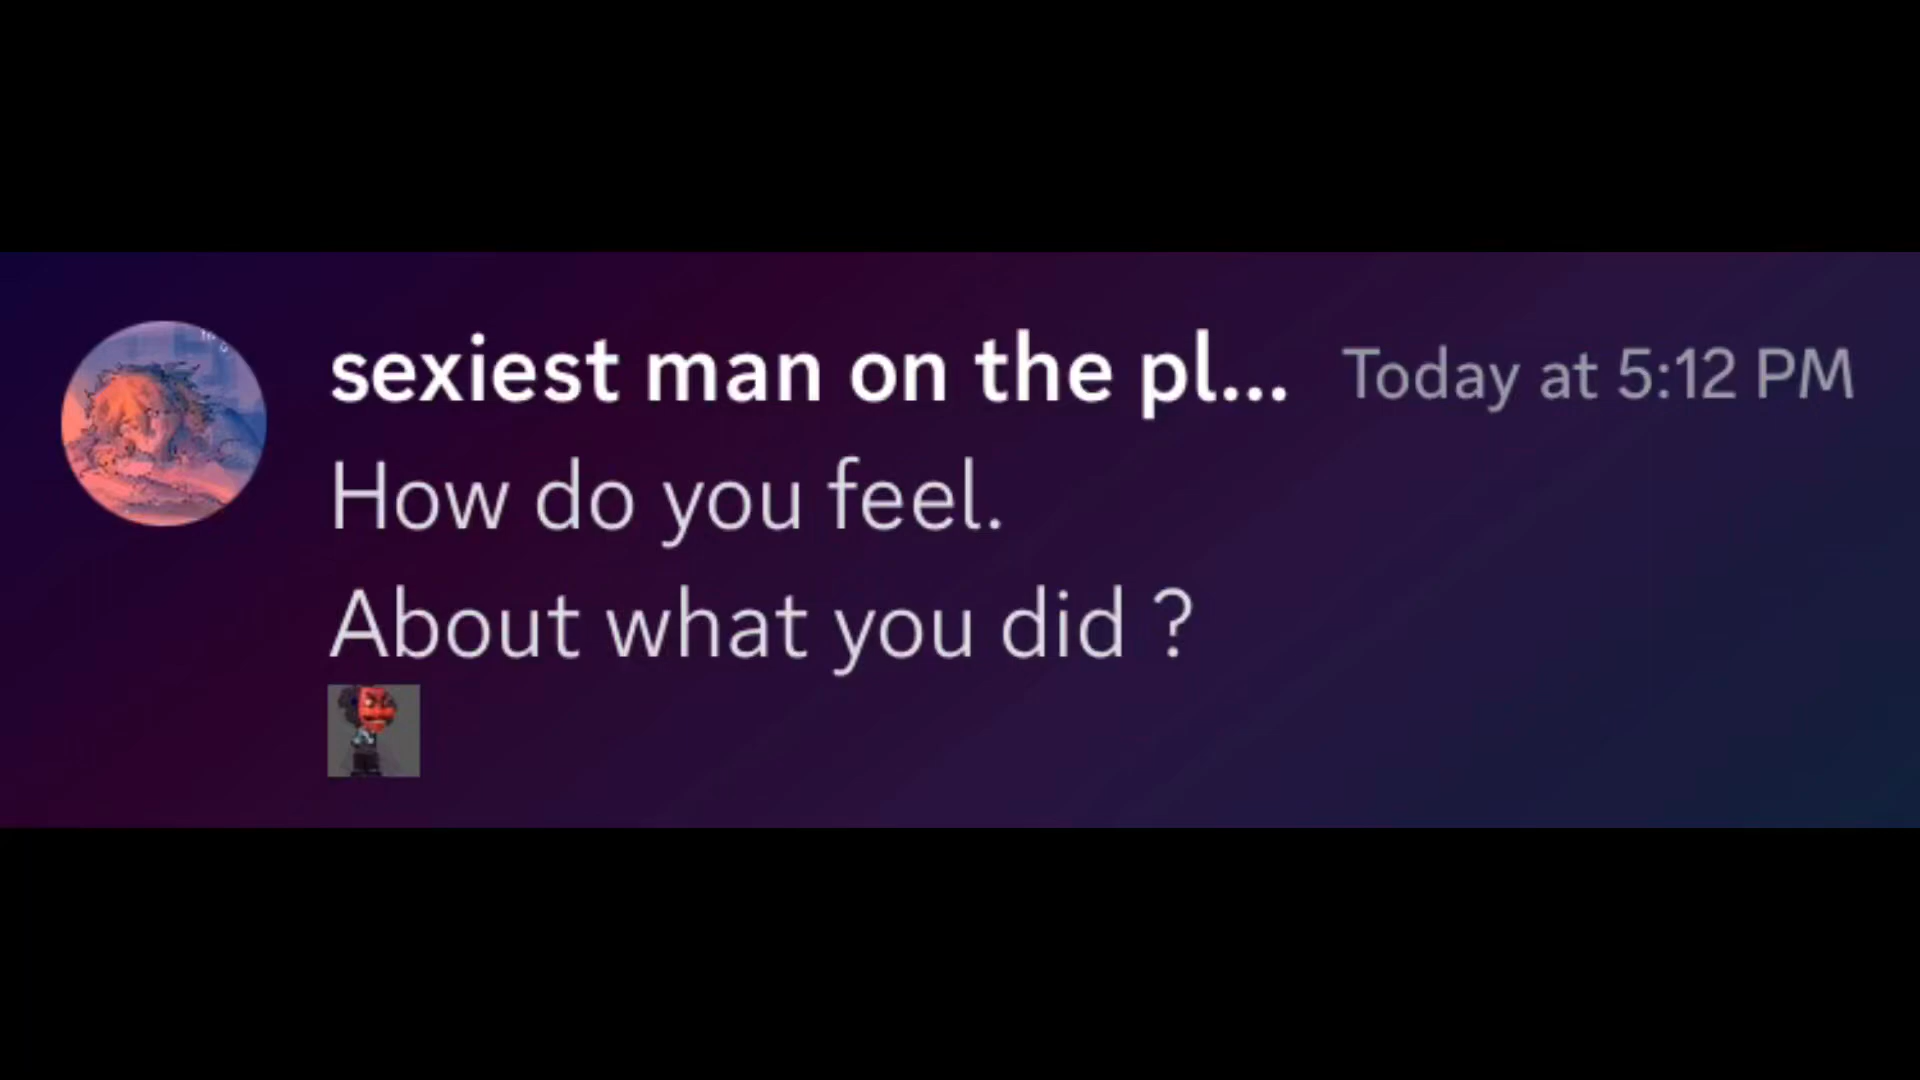 sexiest man on the pl... Today at 5:12 PM
How do you feel.
About what you did ?